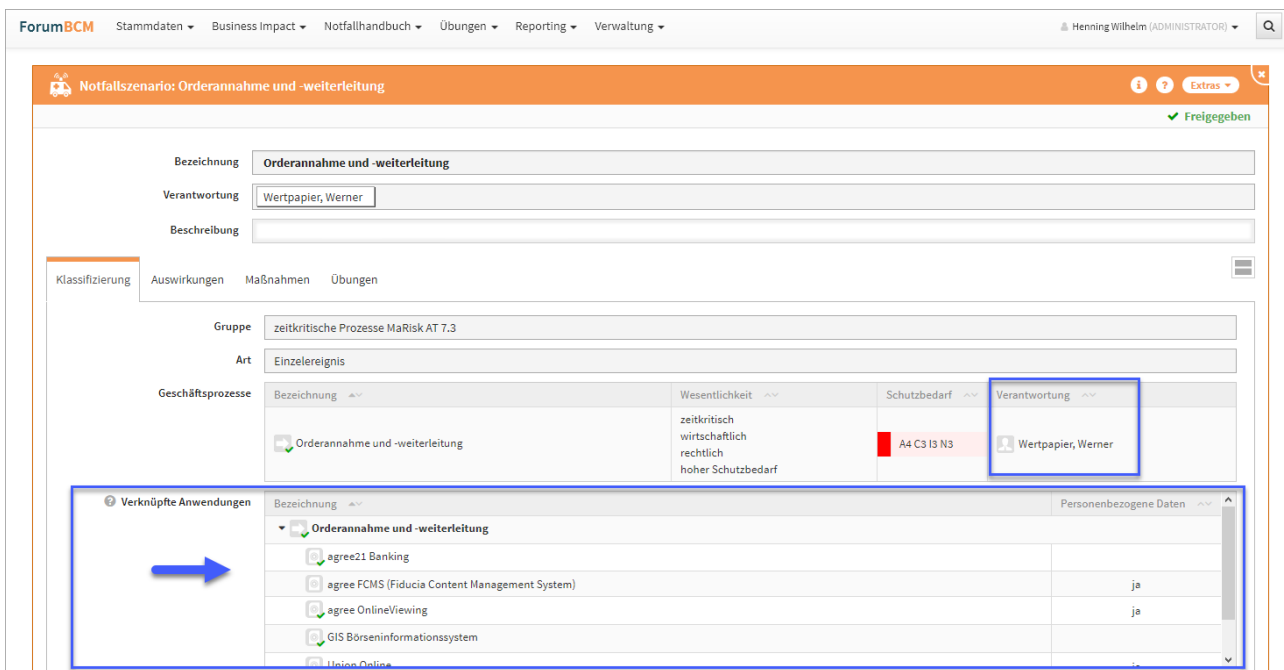 ForumBCM Stammdaten Business Impact Notfallhandbuch Übungen Reporting Verwaltung Henning Wilhelm (ADMINISTRATOR)
Notfallszenario: Orderannahme und -weiterleitung i ? Extras
Freigegeben
Bezeichnung Orderannahme und -weiterleitung
Verantwortung Wertpapier, Werner
Beschreibung
Klassifizierung Auswirkungen Maßnahmen Übungen
Gruppe zeitkritische Prozesse MaRisk AT 7.3
Art Einzelereignis
Geschäftsprozesse Bezeichnung Wesentlichkeit Schutzbedarf Verantwortung
zeitkritisch
wirtschaftlich
Orderannahme und -weiterleitung A4 C3 I3 N3 Wertpapier, Werner
rechtlich
hoher Schutzbedarf
? Verknüpfte Anwendungen Bezeichnung Personenbezogene Daten
Orderannahme und -weiterleitung
agree21 Banking
agree FCMS (Fiducia Content Management System) ja
agree OnlineViewing ja
GIS Börseninformationssystem
Union Online ja